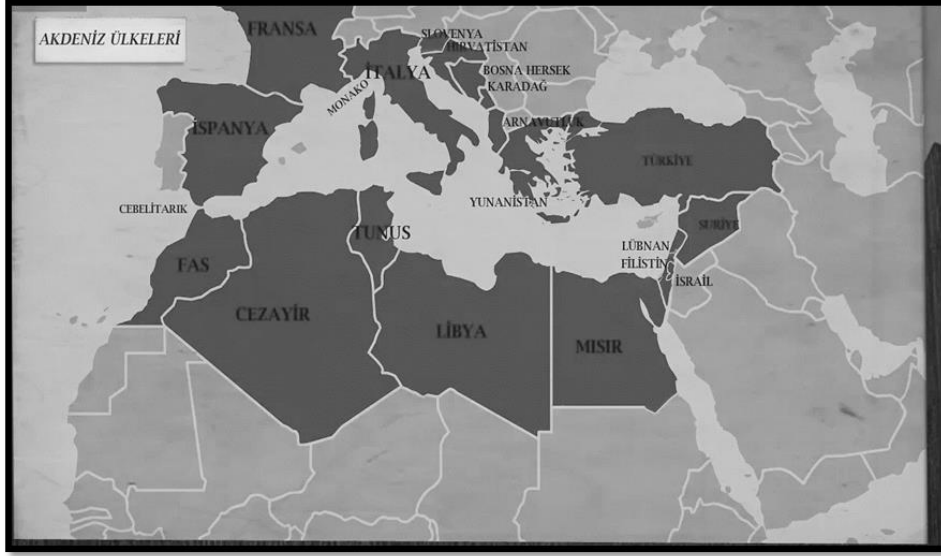 AKDENİZ ÜLKELERİ
FRANSA
SLOVENYA
HIRVATİSTAN
İTALYA
BOSNA HERSEK
KARADAĞ
MONAKO
İSPANYA
ARNAVUTLUK
TÜRKİYE
YUNANİSTAN
CEBELİTARIK
SURİYE
TUNUS
LÜBNAN
FİLİSTİN
FAS
İSRAİL
CEZAYİR
LİBYA
MISIR